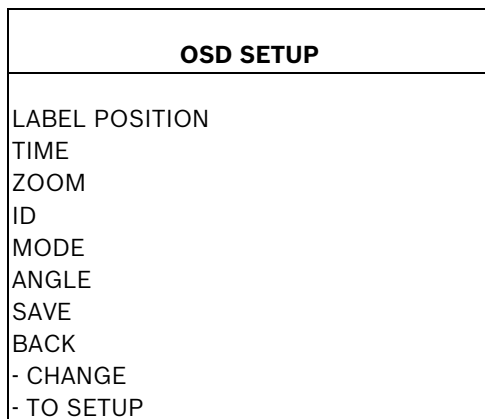 OSD SETUP
LABEL POSITION
TIME
ZOOM
ID
MODE
ANGLE
SAVE
BACK
- CHANGE
- TO SETUP